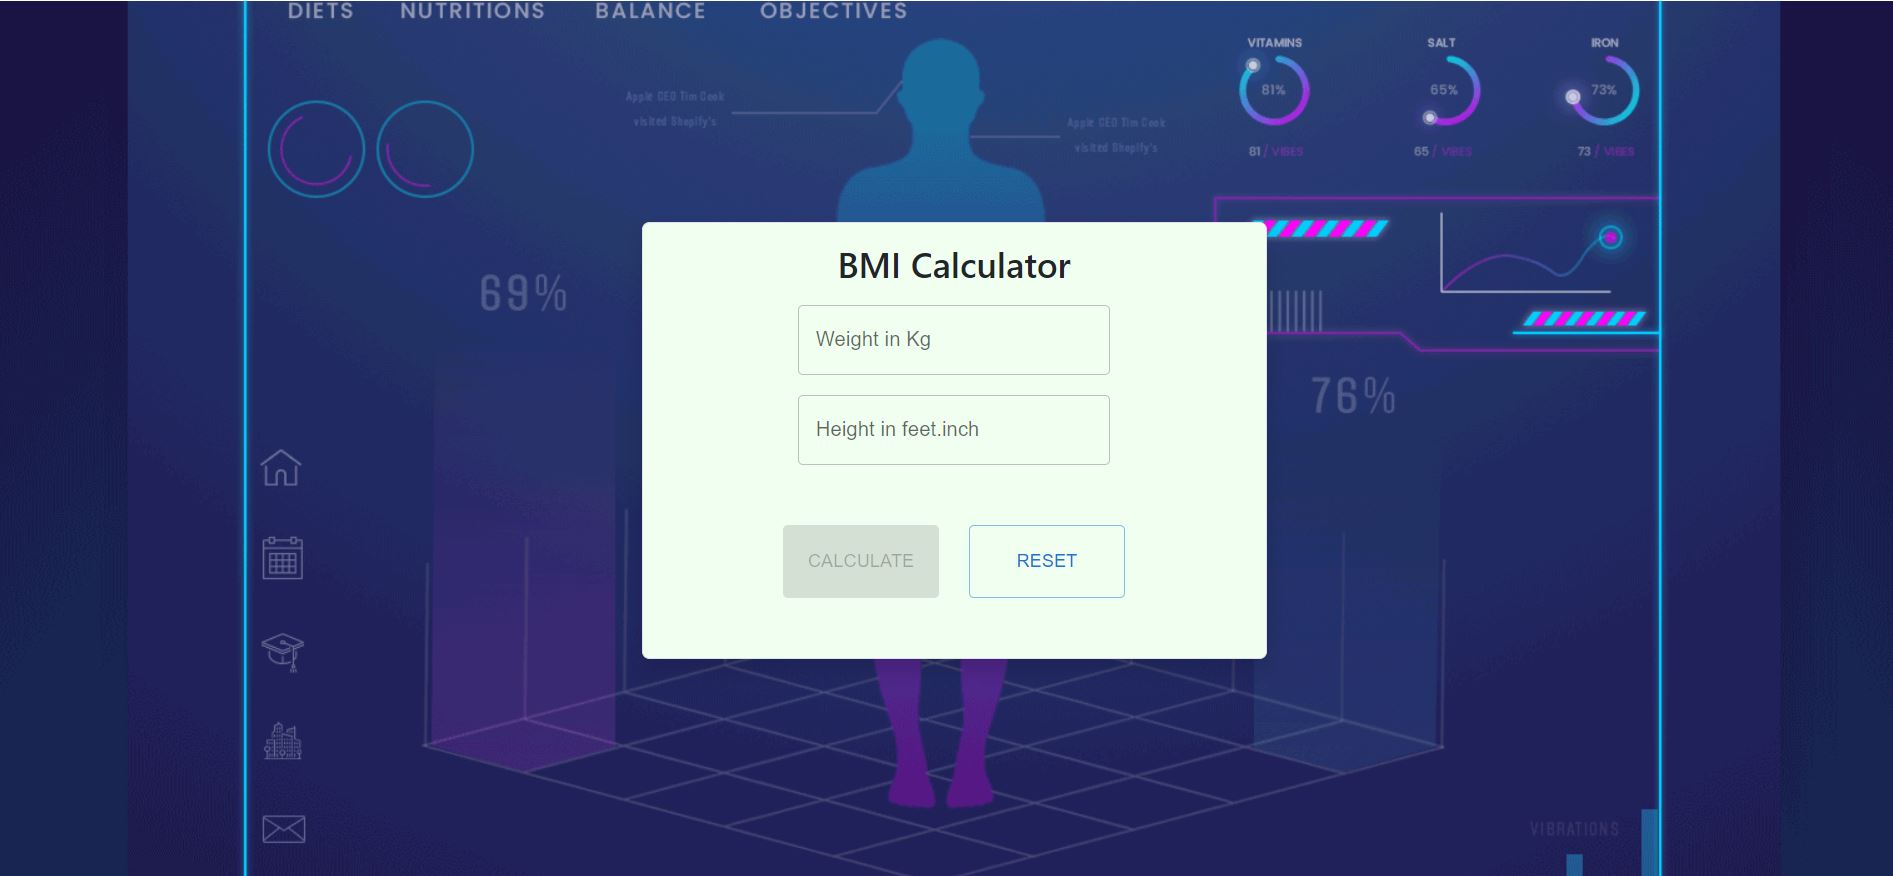 DIETS NUTRITIONS BALANCE OBJECTIVES
VITAMINS SALT IRON
81% 65% 73%
Apple CEO Tim Cook
visited Shopify's
Apple CEO Tim Cook
visited Shopify's
81 / VIBES 65 / VIBES 73 / VIBES
69%
76%
BMI Calculator
Weight in Kg
Height in feet.inch
CALCULATE RESET
VIBRATIONS